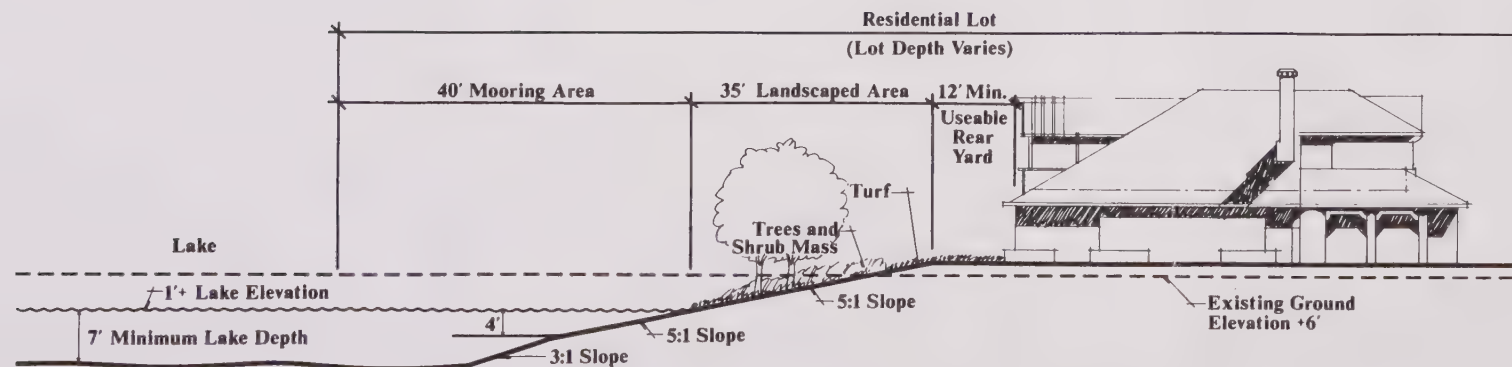 Residential Lot
(Lot Depth Varies)
40′ Mooring Area
35′ Landscaped Area
12′ Min.
Useable
Rear
Yard
Turf
Trees and
Shrub Mass
Lake
1′+ Lake Elevation
5:1 Slope
Existing Ground
Elevation +6′
7′ Minimum Lake Depth
4′
5:1 Slope
3:1 Slope